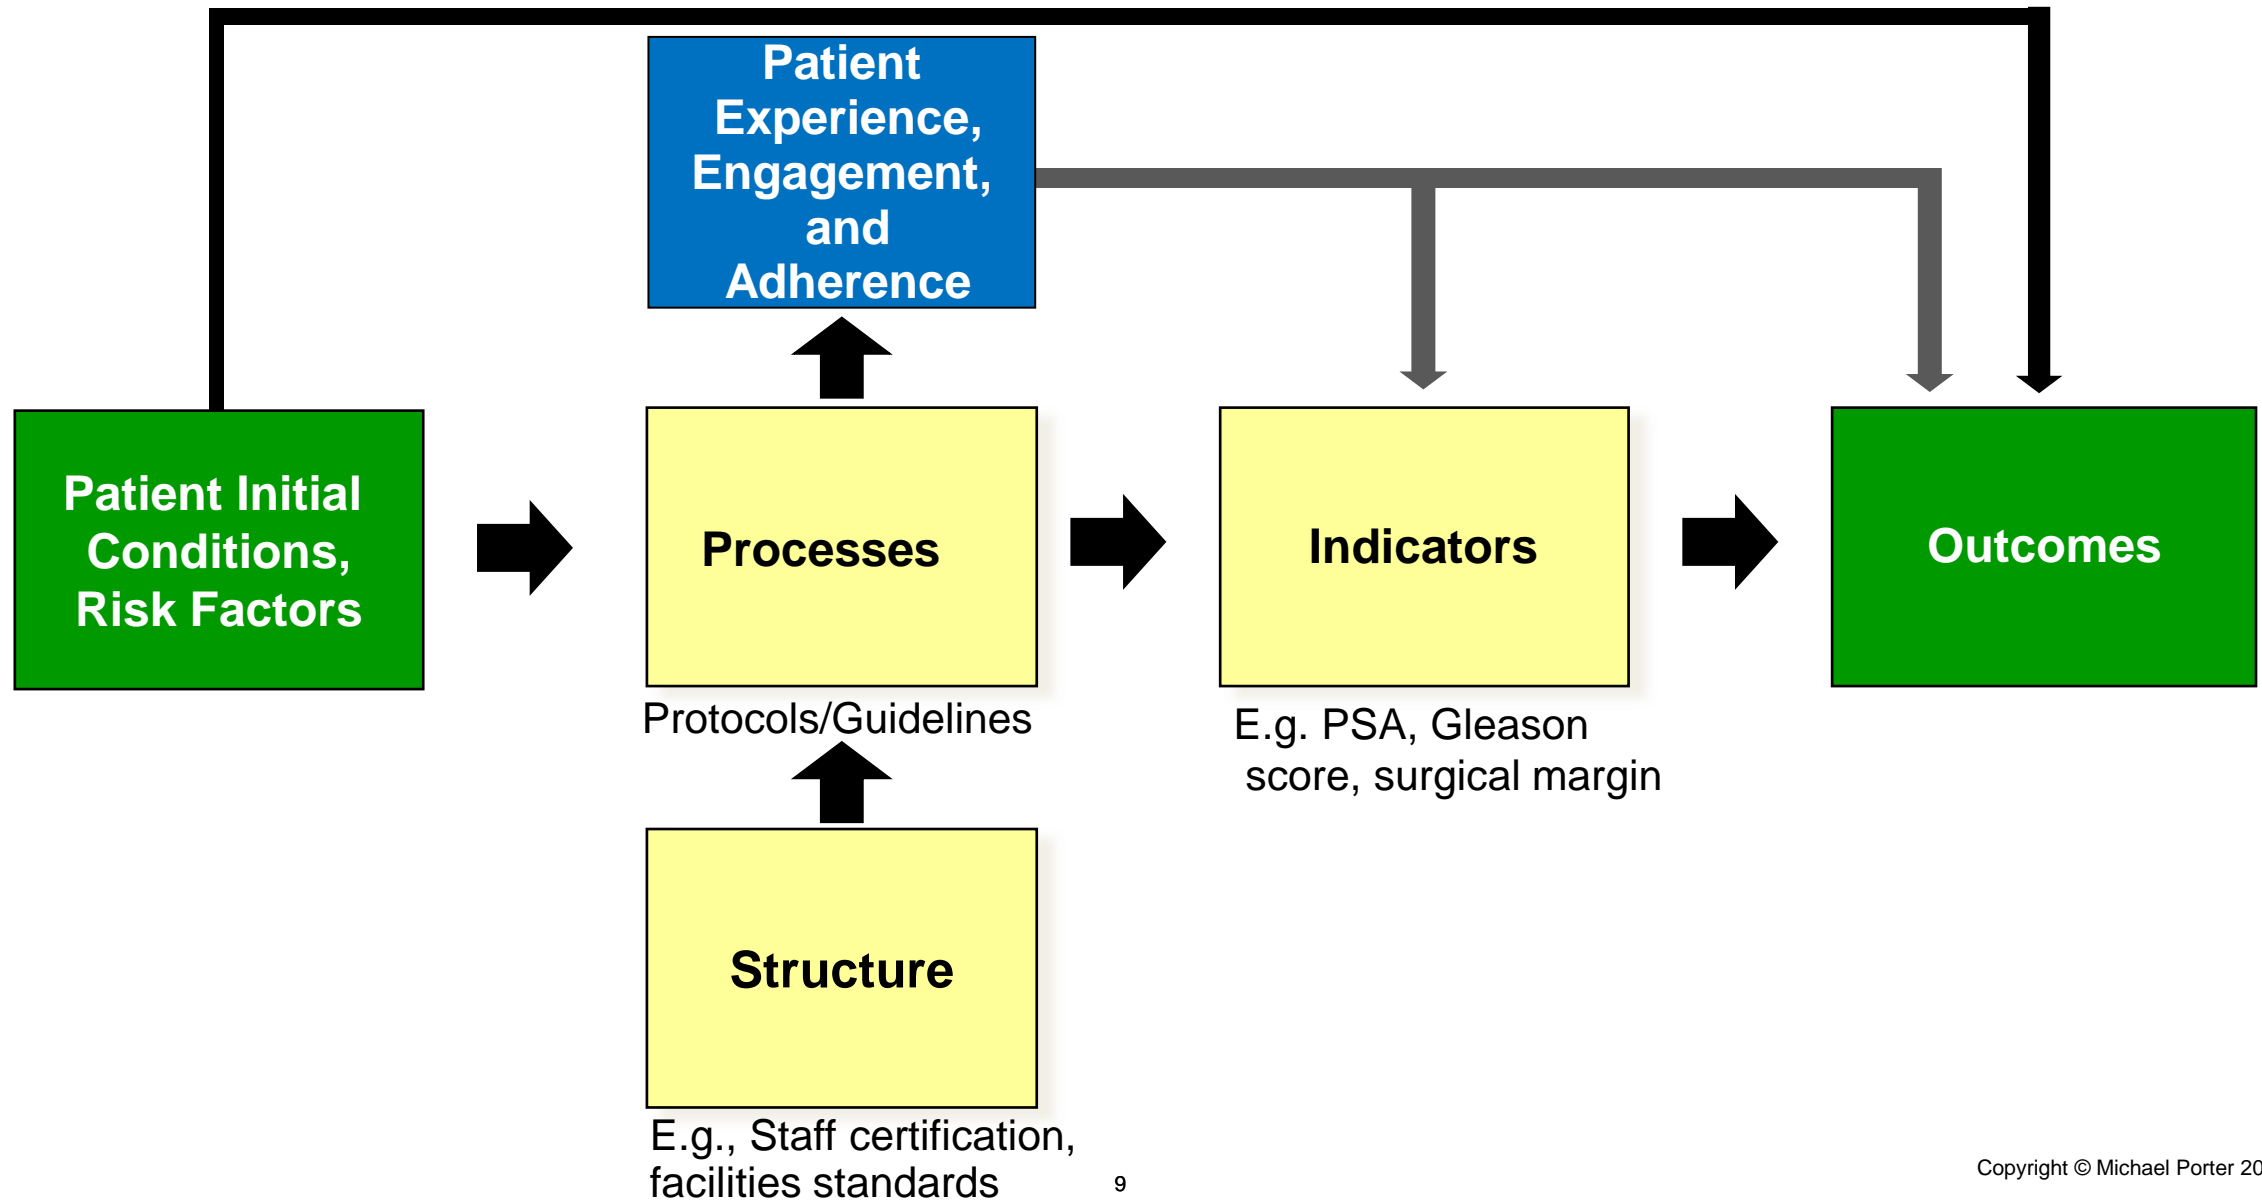 Patient
Experience,
Engagement,
and
Adherence
Patient Initial
Conditions,
Risk Factors
Processes
Indicators
Outcomes
Protocols/Guidelines
E.g. PSA, Gleason
score, surgical margin
Structure
E.g., Staff certification,
facilities standards
9
Copyright © Michael Porter 20